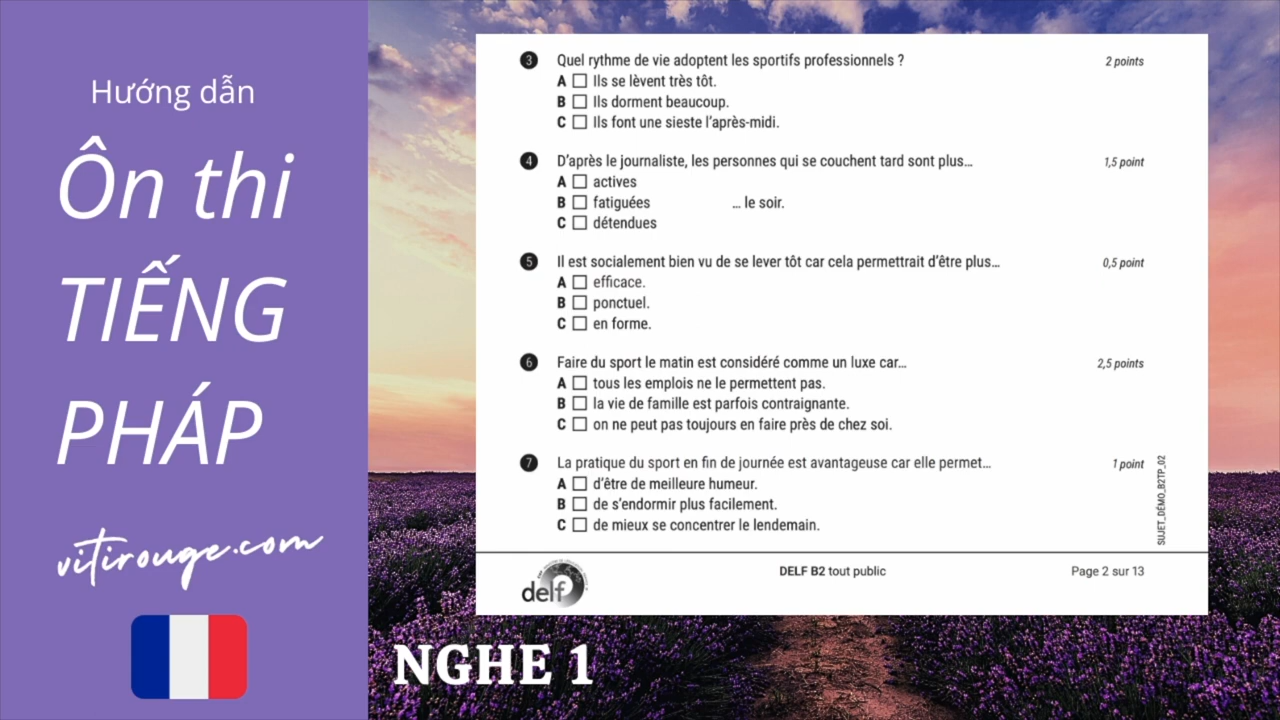 Hướng dẫn
Ôn thi
TIẾNG
PHÁP
vitirouge.com
3 Quel rythme de vie adoptent les sportifs professionnels ? 2 points
A Ils se lèvent très tôt.
B Ils dorment beaucoup.
C Ils font une sieste l'après-midi.
4 D'après le journaliste, les personnes qui se couchent tard sont plus... 1,5 point
A actives
B fatiguées ... le soir.
C détendues
5 Il est socialement bien vu de se lever tôt car cela permettrait d'être plus... 0,5 point
A efficace.
B ponctuel.
C en forme.
6 Faire du sport le matin est considéré comme un luxe car... 2,5 points
A tous les emplois ne le permettent pas.
B la vie de famille est parfois contraignante.
C on ne peut pas toujours en faire près de chez soi.
7 La pratique du sport en fin de journée est avantageuse car elle permet... 1 point
A d'être de meilleure humeur.
B de s'endormir plus facilement.
C de mieux se concentrer le lendemain.
SUJET_DÉMO_B2TP_02
delf
DELF B2 tout public
Page 2 sur 13
NGHE 1